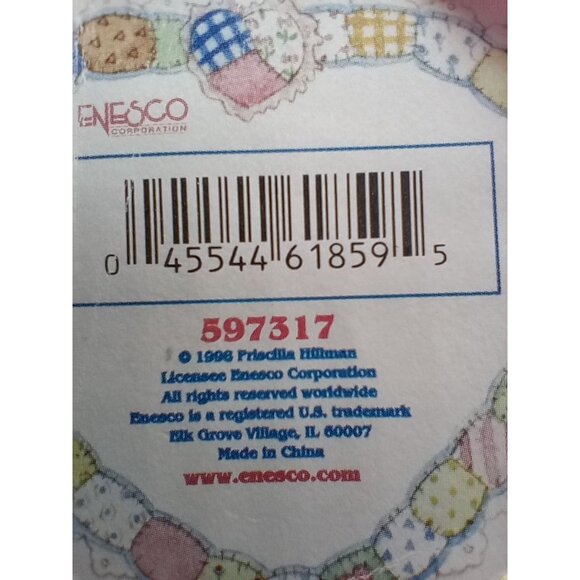 ENESCO
CORPORATION
0 45544 61859 5
597317
© 1998 Priscilla Hillman
Licensee Enesco Corporation
All rights reserved worldwide
Enesco is a registered U.S. trademark
Elk Grove Village, IL 60007
Made in China
www.enesco.com